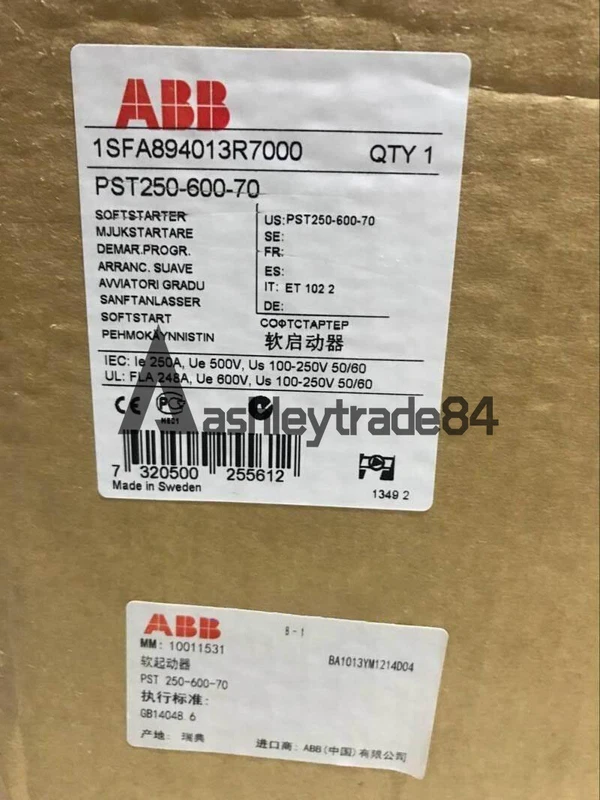 ABB
1SFA894013R7000 QTY 1
PST250-600-70
SOFTSTARTER
MJUKSTARTARE
DEMAR.PROGR.
ARRANC. SUAVE
AVVIATORI GRADU
SANFTANLASSER
SOFTSTART
PEHMOKÄYNNISTIN
US:PST250-600-70
SE:
FR:
ES:
IT: ET 102 2
DE:
СОФТСТАРТЕР
软启动器
IEC: Ie 250A, Ue 500V, Us 100-250V 50/60
UL: FLA 248A, Ue 600V, Us 100-250V 50/60
CE
ashleytrade84
7 320500 255612
Made in Sweden
1349 2
ABB
B-1
MM: 10011531
BA1013YM1214D04
软起动器
PST 250-600-70
执行标准:
GB14048.6
产地: 瑞典
进口商: ABB(中国)有限公司